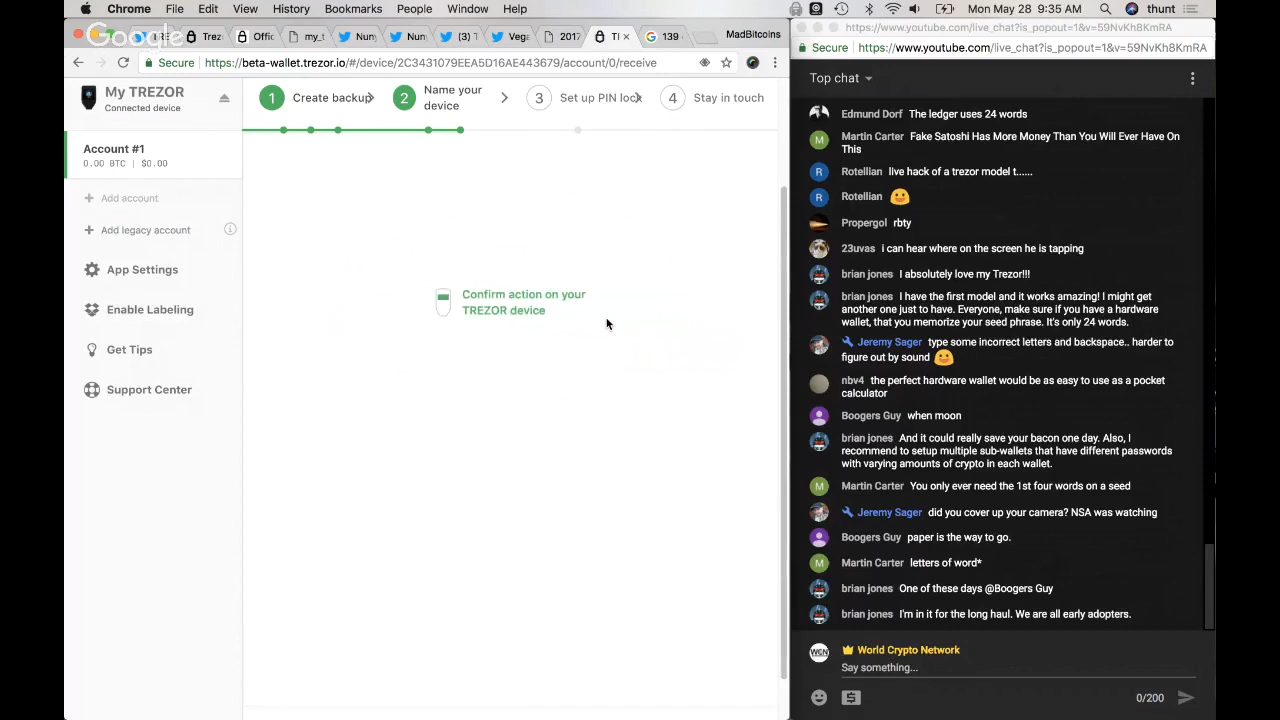 Chrome File Edit View History Bookmarks People Window Help
Mon May 28 9:35 AM thunt
Google
Trez
Offic
my_t
Nun
Nun
(3) T
Vega
2017
Ti
139
MadBitcoins
Secure https://beta-wallet.trezor.io/#/device/2C3431079EEA5D16AE443679/account/0/receive
My TREZOR
Connected device
1 Create backup
2 Name your device
3 Set up PIN lock
4 Stay in touch
Account #1
0.00 BTC | $0.00
Add account
Add legacy account
App Settings
Enable Labeling
Get Tips
Support Center
Confirm action on your
TREZOR device
https://www.youtube.com/live_chat?is_popout=1&v=59NvKh8KmRA
Secure https://www.youtube.com/live_chat?is_popout=1&v=59NvKh8KmRA
Top chat
Edmund Dorf The ledger uses 24 words
M Martin Carter Fake Satoshi Has More Money Than You Will Ever Have On
This
R Rotellian live hack of a trezor model t......
R Rotellian
Propergol rbty
23uvas i can hear where on the screen he is tapping
brian jones I absolutely love my Trezor!!!
brian jones I have the first model and it works amazing! I might get
another one just to have. Everyone, make sure if you have a hardware
wallet, that you memorize your seed phrase. It's only 24 words.
Jeremy Sager type some incorrect letters and backspace.. harder to
figure out by sound
nbv4 the perfect hardware wallet would be as easy to use as a pocket
calculator
B Boogers Guy when moon
brian jones And it could really save your bacon one day. Also, I
recommend to setup multiple sub-wallets that have different passwords
with varying amounts of crypto in each wallet.
M Martin Carter You only ever need the 1st four words on a seed
Jeremy Sager did you cover up your camera? NSA was watching
B Boogers Guy paper is the way to go.
M Martin Carter letters of word*
brian jones One of these days @Boogers Guy
brian jones I'm in it for the long haul. We are all early adopters.
WCN World Crypto Network
Say something...
0/200